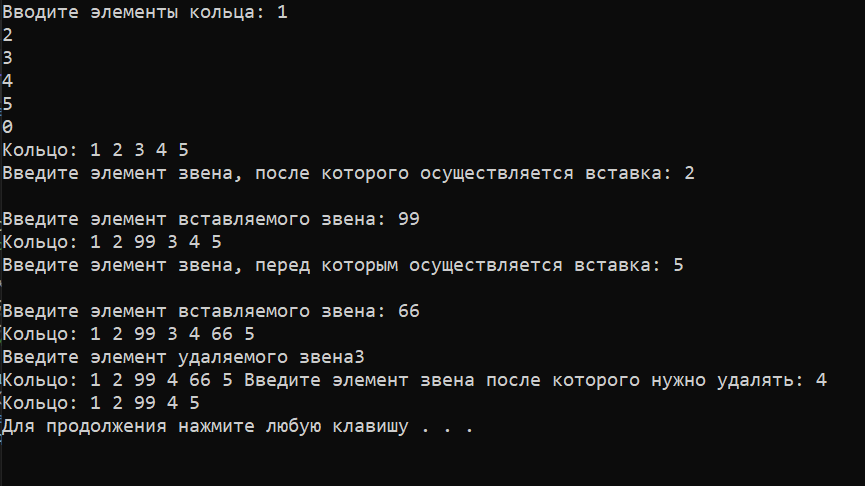 Вводите элементы кольца: 1
2
3
4
5
0
Кольцо: 1 2 3 4 5
Введите элемент звена, после которого осуществляется вставка: 2
Введите элемент вставляемого звена: 99
Кольцо: 1 2 99 3 4 5
Введите элемент звена, перед которым осуществляется вставка: 5
Введите элемент вставляемого звена: 66
Кольцо: 1 2 99 3 4 66 5
Введите элемент удаляемого звена3
Кольцо: 1 2 99 4 66 5 Введите элемент звена после которого нужно удалять: 4
Кольцо: 1 2 99 4 5
Для продолжения нажмите любую клавишу . . .